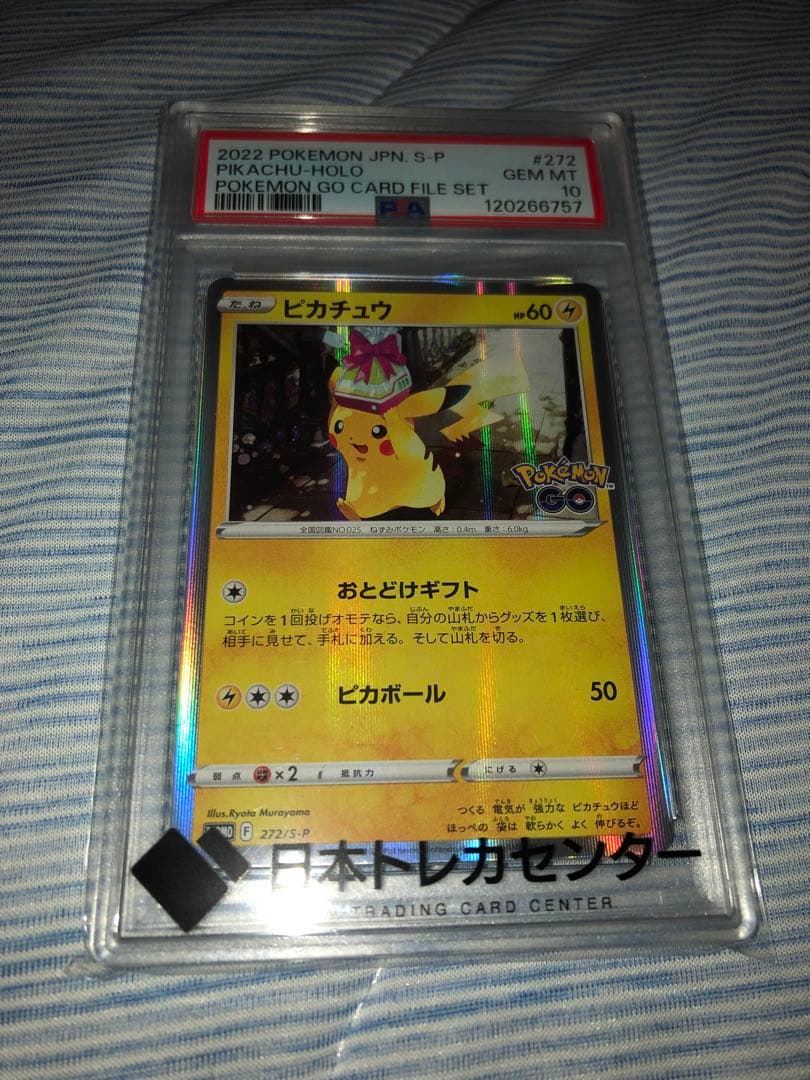 2022 POKEMON JPN. S-P #272
PIKACHU-HOLO GEM MT
POKEMON GO CARD FILE SET 10
PSA 120266757
たね ピカチュウ HP60
Pokémon GO
全国図鑑NO.025 ねずみポケモン 高さ:0.4m 重さ:6.0kg
おとどけギフト
コインを1回投げオモテなら、自分の山札からグッズを1枚選び、
相手に見せて、手札に加える。そして山札を切る。
ピカボール 50
弱点 ×2 抵抗力 にげる
Illus.Ryota Murayama
つくる 電気が 強力な ピカチュウほど
ほっぺの 袋は 軟らかく よく 伸びるぞ。
F 272/S-P
日本トレカセンター
TRADING CARD CENTER